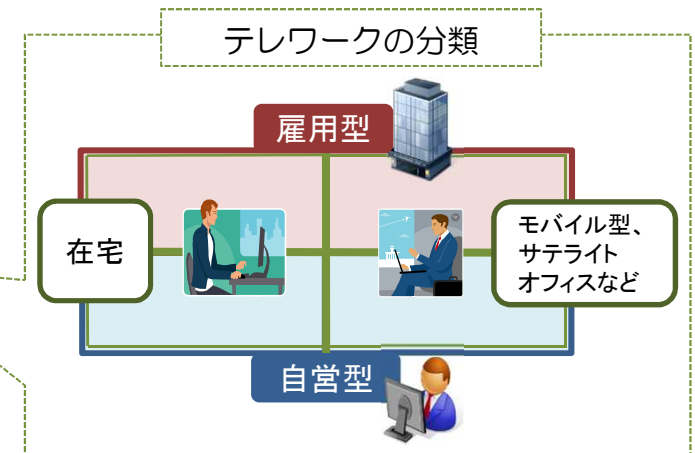 テレワークの分類
雇用型
在宅
モバイル型、
サテライト
オフィスなど
自営型